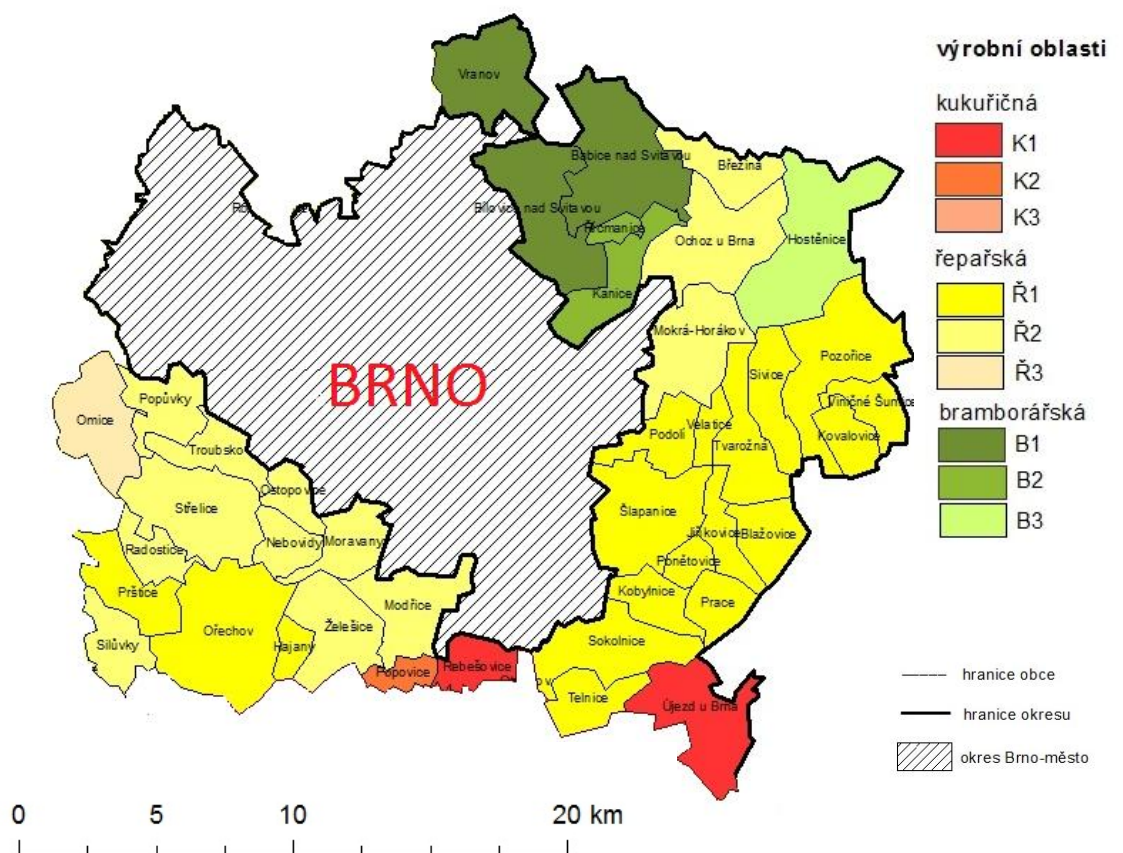 Vranov
Babice nad Svitavou
Březina
Bílovice nad Svitavou
Řícmanice
Ochoz u Brna
Hostěnice
Kanice
Mokrá-Horákov
Pozořice
Sivice
BRNO
Omice
Popůvky
Viničné Šumice
Velatice
Podolí
Kovalovice
Troubsko
Tvarožná
Ostopovice
Střelice
Šlapanice
Nebovidy
Moravany
Jiříkovice
Blažovice
Radostice
Ponětovice
Prštice
Kobylnice
Prace
Modřice
Ořechov
Želešice
Silůvky
Hajany
Sokolnice
Popovice
Rebešovice
Telnice
Újezd u Brna
výrobní oblasti
kukuřičná
K1
K2
K3
řepařská
Ř1
Ř2
Ř3
bramborářská
B1
B2
B3
hranice obce
hranice okresu
okres Brno-město
0 5 10 20 km